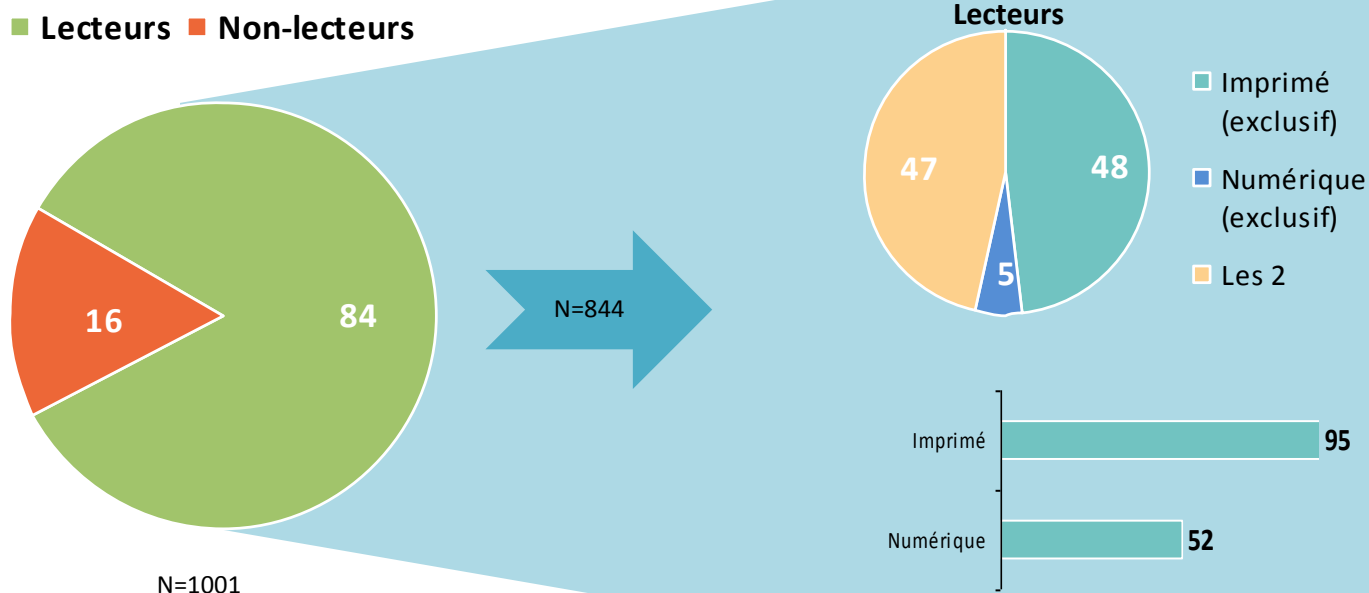 Lecteurs Non-lecteurs
16
84
N=1001
N=844
Lecteurs
47
48
5
Imprimé
(exclusif)
Numérique
(exclusif)
Les 2
Imprimé 95
Numérique 52